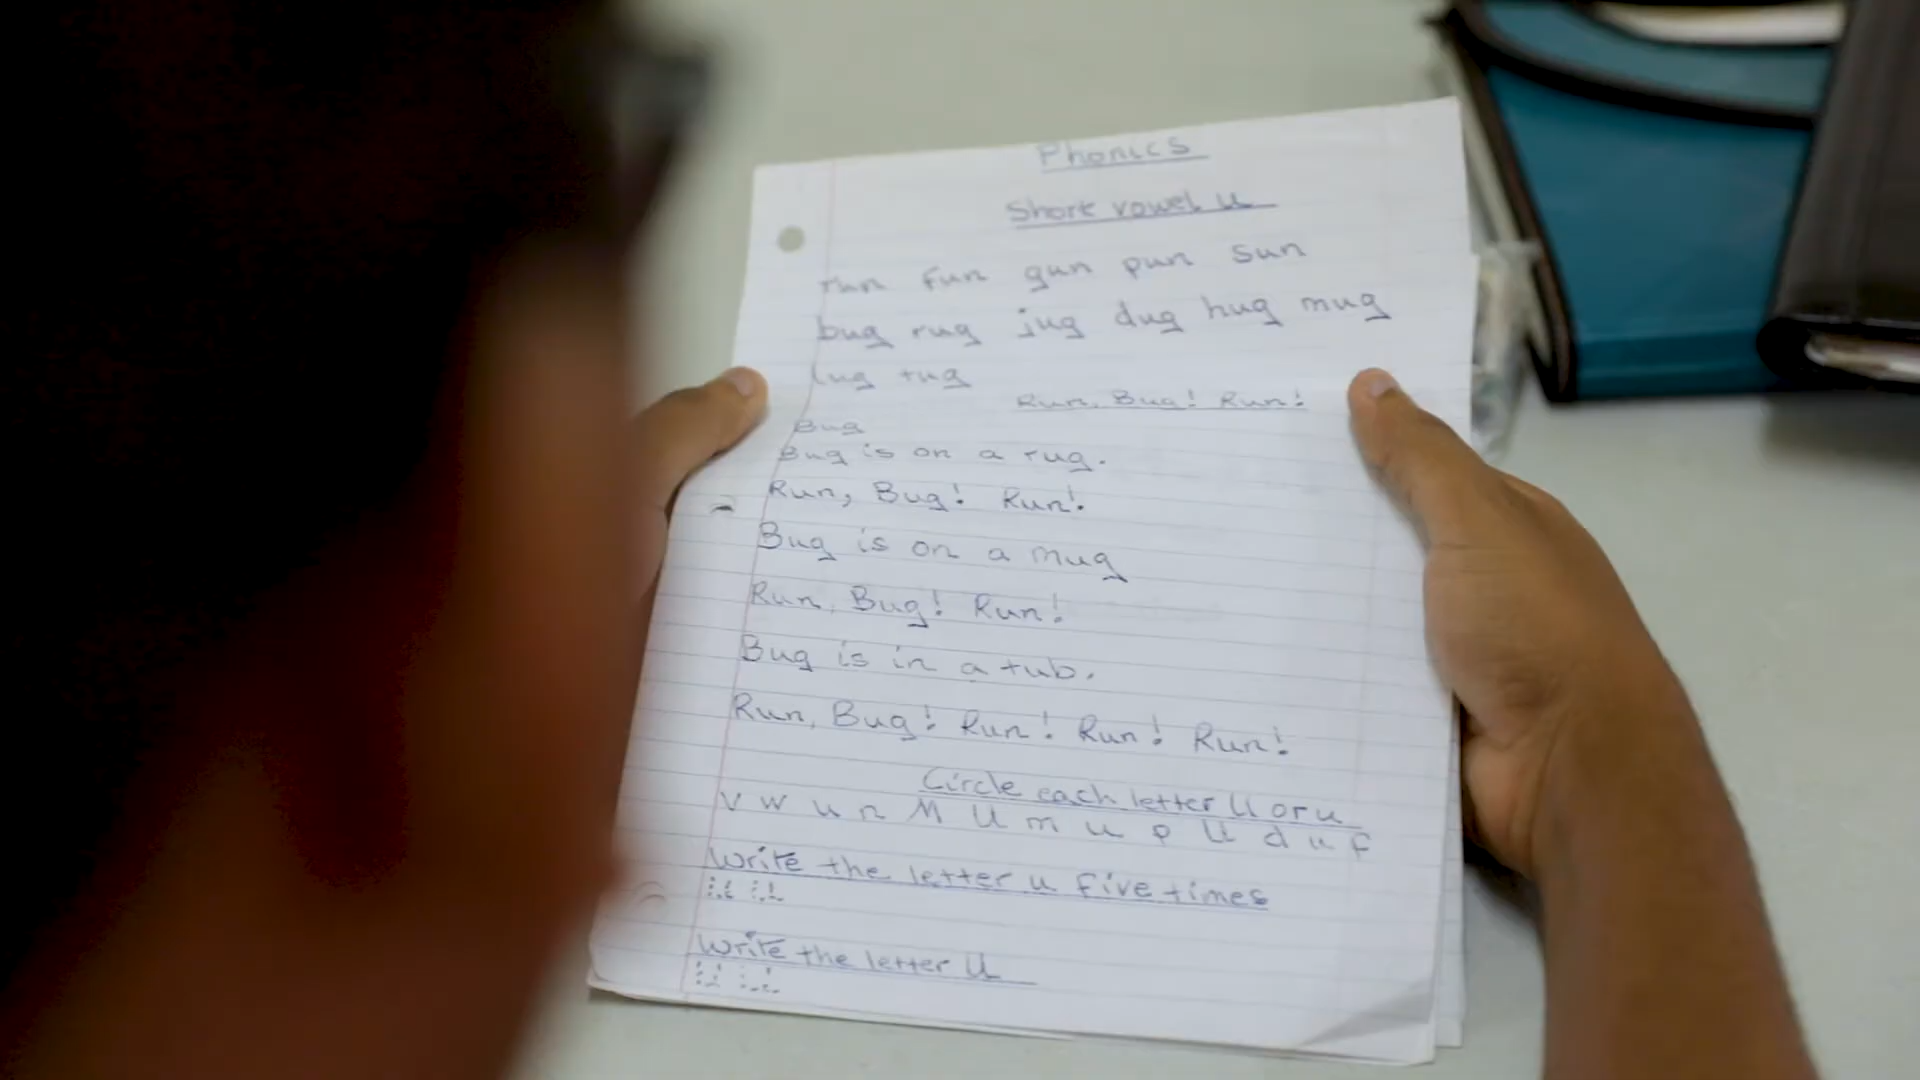 Phonics
Short vowel u
run fun gun pun sun
bug rug jug dug hug mug
lug tug
Run, Bug! Run!
Bug
Bug is on a rug.
Run, Bug! Run!
Bug is on a mug
Run, Bug! Run!
Bug is in a tub.
Run, Bug! Run! Run! Run!
Circle each letter U or u
v w u n M U m u p U d u f
Write the letter u five times
u u
Write the letter U
U U